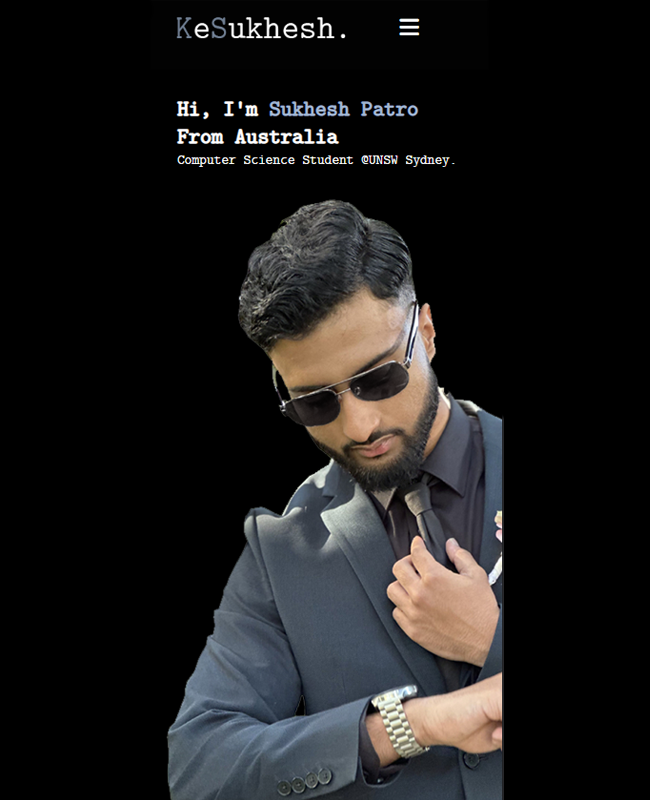 KeSukhesh.
Hi, I'm Sukhesh Patro
From Australia
Computer Science Student @UNSW Sydney.